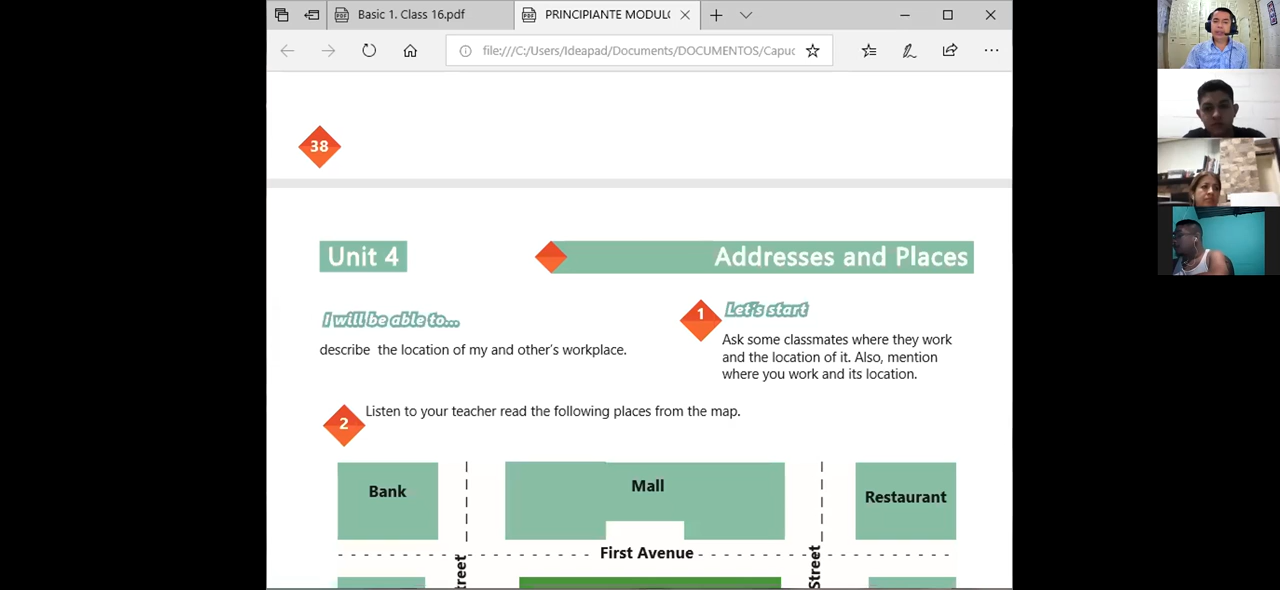 Basic 1. Class 16.pdf
PRINCIPIANTE MODULO
file:///C:/Users/Ideapad/Documents/DOCUMENTOS/Capuc
38
Unit 4
Addresses and Places
I will be able to...
describe the location of my and other's workplace.
1
Let's start
Ask some classmates where they work
and the location of it. Also, mention
where you work and its location.
2
Listen to your teacher read the following places from the map.
Bank
Mall
Restaurant
First Avenue
Street